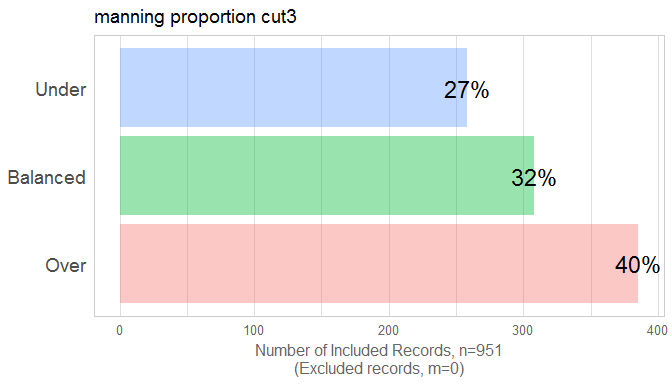 manning proportion cut3
Under
27%
Balanced
32%
Over
40%
0
100
200
300
400
Number of Included Records, n=951
(Excluded records, m=0)